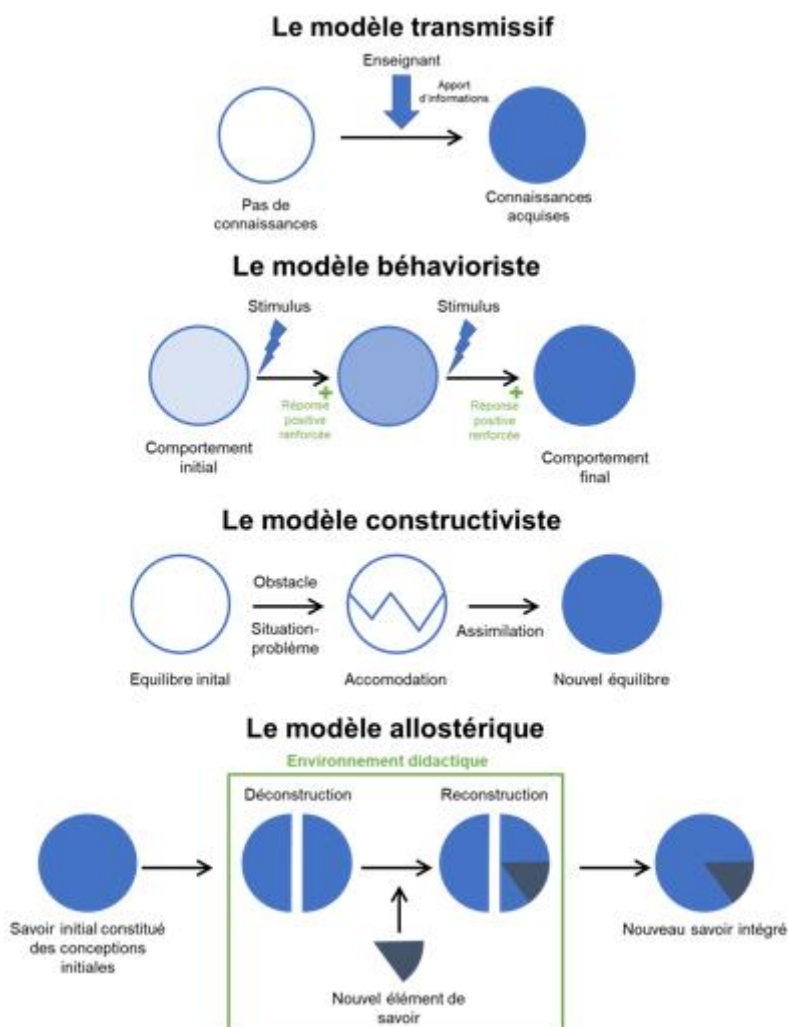 Le modèle transmissif
Enseignant
Apport
d'informations
Pas de
connaissances
Connaissances
acquises
Le modèle béhavioriste
Stimulus
Stimulus
+
Réponse
positive
renforcée
+
Réponse
positive
renforcée
Comportement
initial
Comportement
final
Le modèle constructiviste
Obstacle
Situation-
problème
Assimilation
Equilibre inital
Accomodation
Nouvel équilibre
Le modèle allostérique
Environnement didactique
Déconstruction
Reconstruction
Savoir initial constitué
des conceptions
initiales
Nouveau savoir intégré
Nouvel élément de
savoir